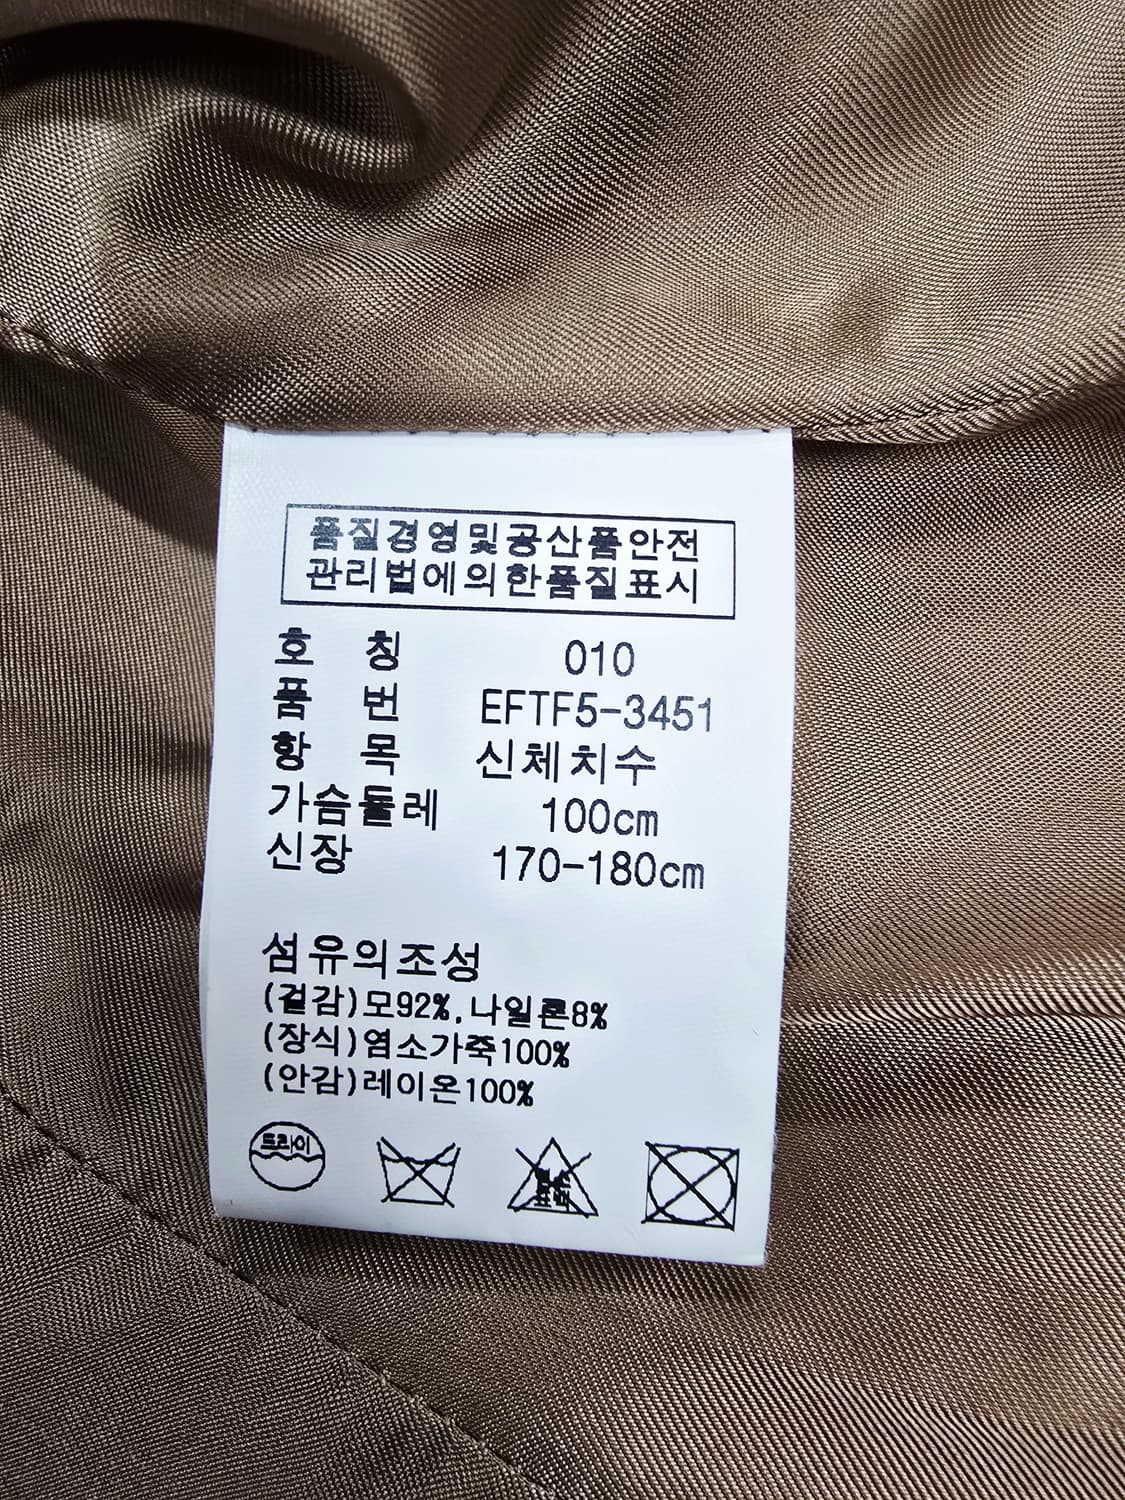 품질경영및공산품안전
관리법에의한품질표시
호 칭 010
품 번 EFTF5-3451
항 목 신체치수
가슴둘레 100cm
신장 170-180cm
섬유의조성
(겉감)모92%,나일론8%
(장식)염소가죽100%
(안감)레이온100%
드라이
염소
표백